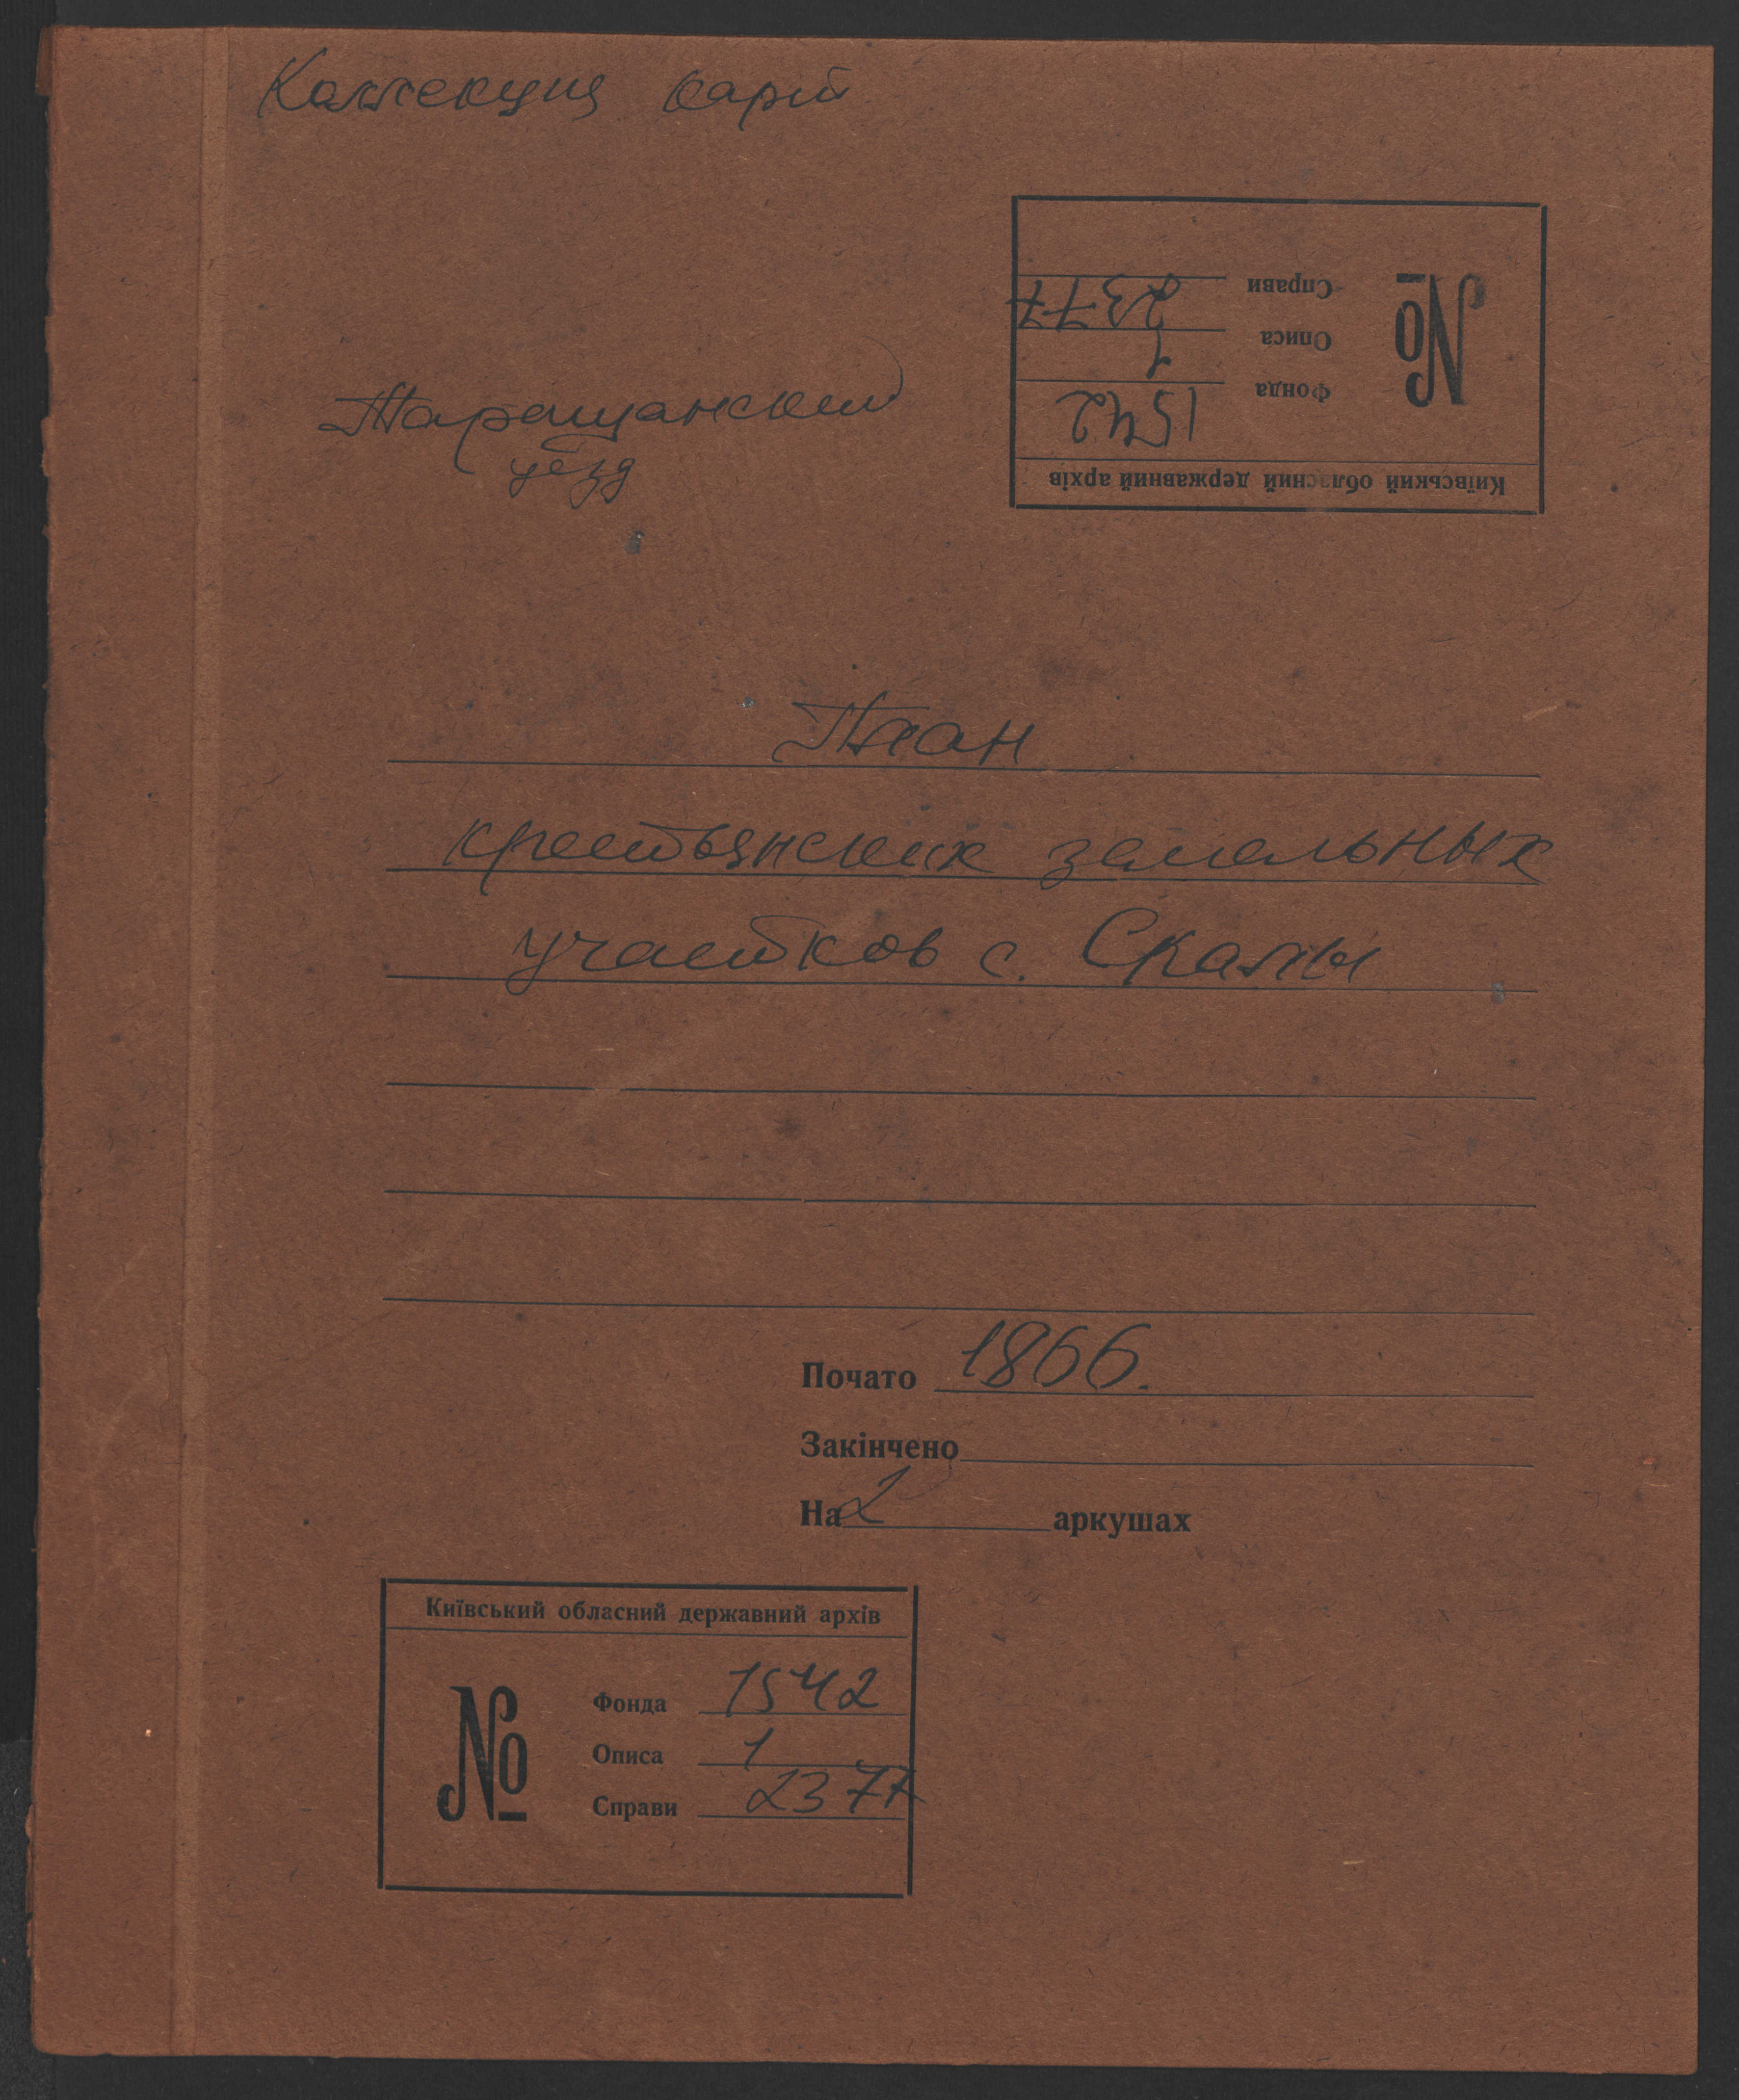 Коллекция карт
Киівський обласний державний архів
№
Фонда 1542
Описа 1
Справи 2377
Таращанский
уезд
План
крестьянских земельных
участков с. Скалы
Почато 1866.
Закінчено
На 2 аркушах
Київський обласний державний архів
№
Фонда 1542
Описа 1
Справи 2377